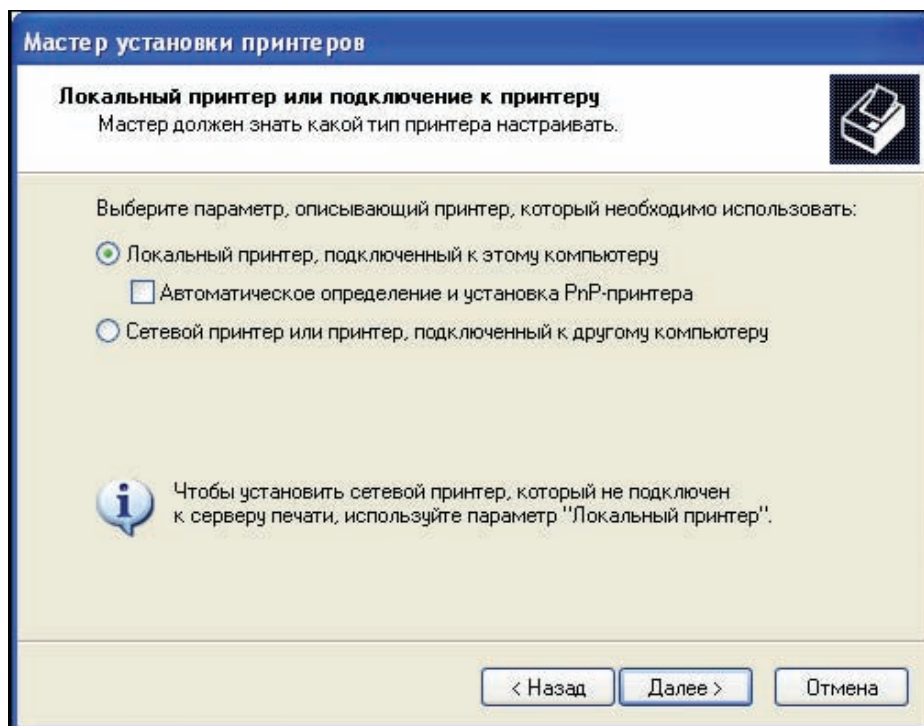 Мастер установки принтеров
Локальный принтер или подключение к принтеру
Мастер должен знать какой тип принтера настраивать.
Выберите параметр, описывающий принтер, который необходимо использовать:
Локальный принтер, подключенный к этому компьютеру
Автоматическое определение и установка PnP-принтера
Сетевой принтер или принтер, подключенный к другому компьютеру
Чтобы установить сетевой принтер, который не подключен
к серверу печати, используйте параметр "Локальный принтер".
< Назад
Далее >
Отмена